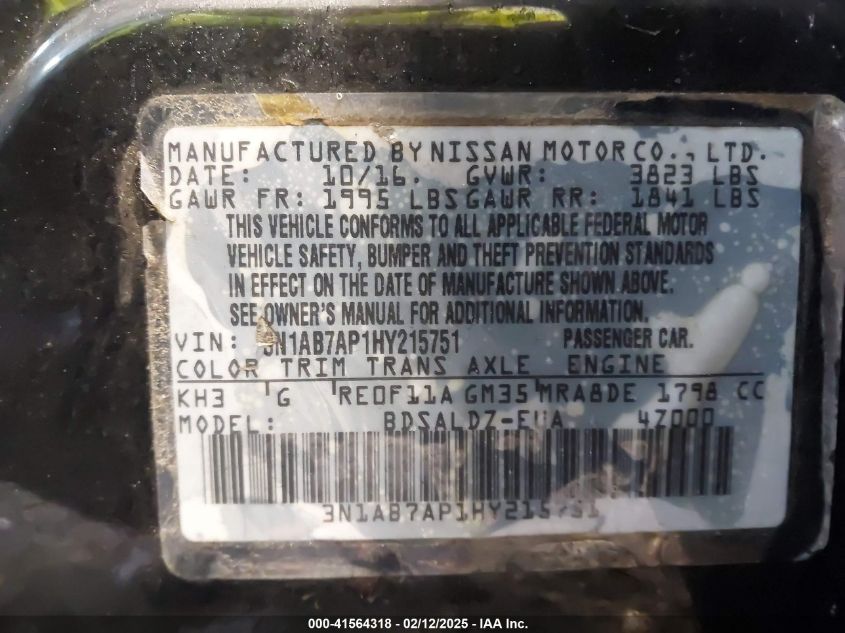 MANUFACTURED BY NISSAN MOTOR CO., LTD.
DATE: 10/16. GVWR: 3823 LBS
GAWR FR: 1995 LBS GAWR RR: 1841 LBS
THIS VEHICLE CONFORMS TO ALL APPLICABLE FEDERAL MOTOR
VEHICLE SAFETY, BUMPER AND THEFT PREVENTION STANDARDS
IN EFFECT ON THE DATE OF MANUFACTURE SHOWN ABOVE.
SEE OWNER'S MANUAL FOR ADDITIONAL INFORMATION.
VIN: 3N1AB7AP1HY215751 PASSENGER CAR.
COLOR TRIM TRANS AXLE ENGINE
KH3 G RE0F11A GM35 MRA8DE 1798 CC
MODEL: BDSALDZ-EUA 4Z000
3N1AB7AP1HY215751
000-41564318 - 02/12/2025 - IAA Inc.